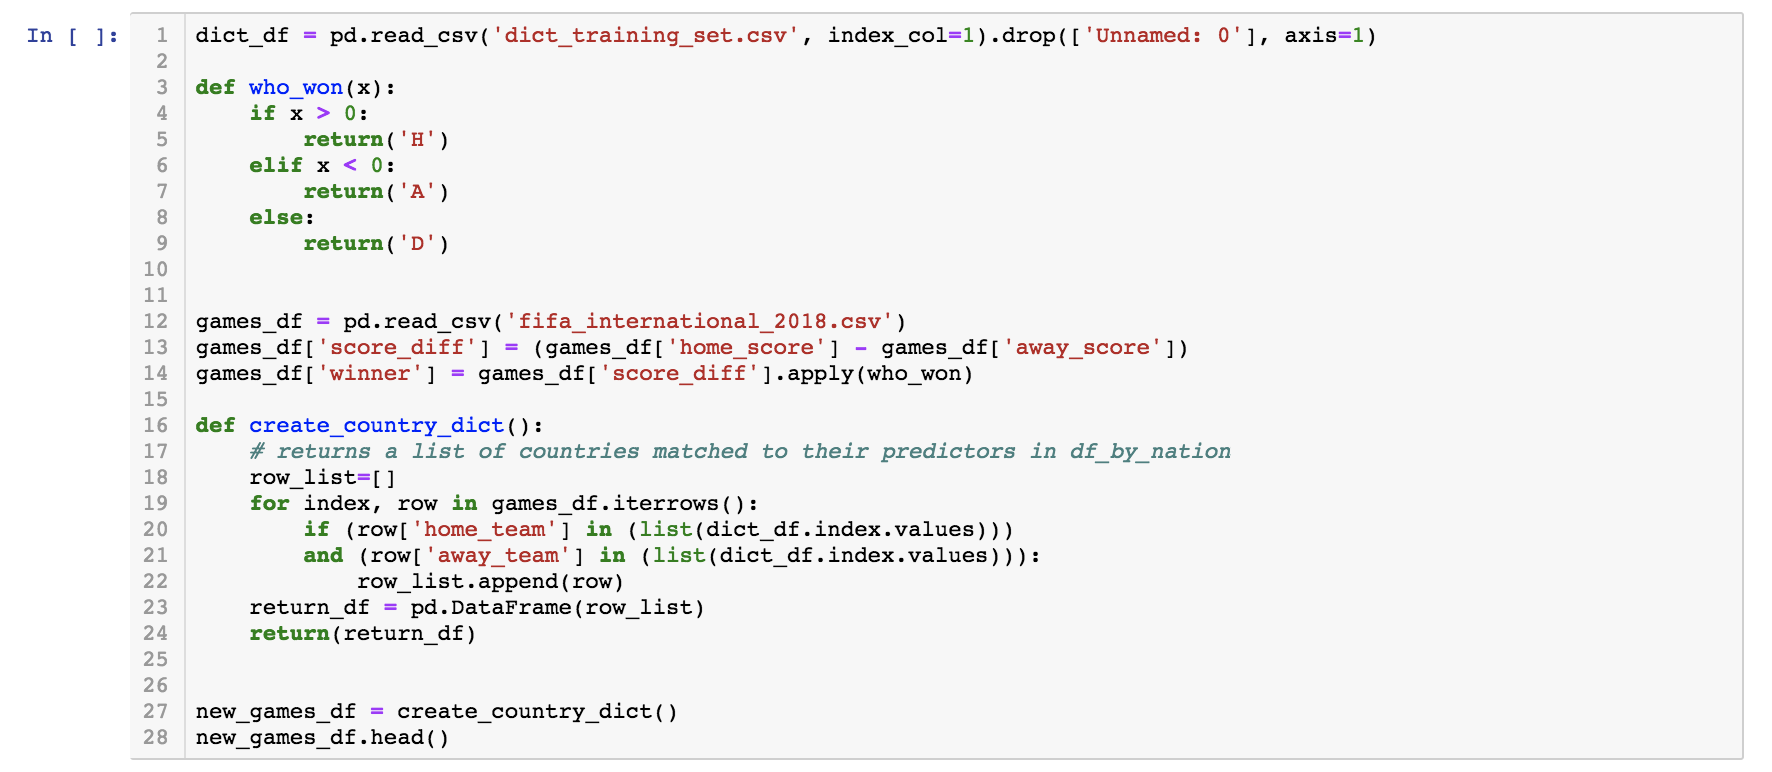 In [ ]:
1 dict_df = pd.read_csv('dict_training_set.csv', index_col=1).drop(['Unnamed: 0'], axis=1)
2
3 def who_won(x):
4     if x > 0:
5         return('H')
6     elif x < 0:
7         return('A')
8     else:
9         return('D')
10
11
12 games_df = pd.read_csv('fifa_international_2018.csv')
13 games_df['score_diff'] = (games_df['home_score'] - games_df['away_score'])
14 games_df['winner'] = games_df['score_diff'].apply(who_won)
15
16 def create_country_dict():
17     # returns a list of countries matched to their predictors in df_by_nation
18     row_list=[]
19     for index, row in games_df.iterrows():
20         if (row['home_team'] in (list(dict_df.index.values)))
21         and (row['away_team'] in (list(dict_df.index.values))):
22             row_list.append(row)
23     return_df = pd.DataFrame(row_list)
24     return(return_df)
25
26
27 new_games_df = create_country_dict()
28 new_games_df.head()